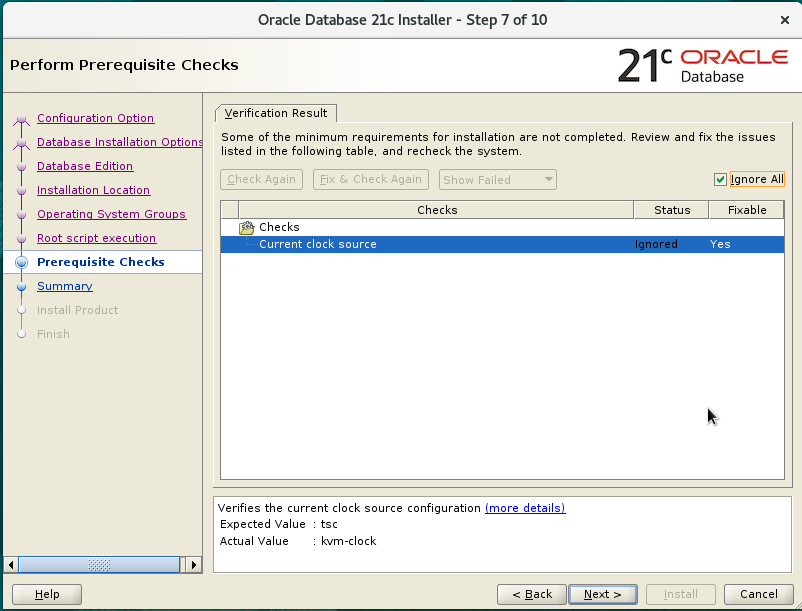 Oracle Database 21c Installer - Step 7 of 10
Perform Prerequisite Checks
21c ORACLE
Database
Configuration Option
Database Installation Options
Database Edition
Installation Location
Operating System Groups
Root script execution
Prerequisite Checks
Summary
Install Product
Finish
Verification Result
Some of the minimum requirements for installation are not completed. Review and fix the issues
listed in the following table, and recheck the system.
Check Again Fix & Check Again Show Failed Ignore All
Checks Status Fixable
Checks
Current clock source Ignored Yes
Verifies the current clock source configuration (more details)
Expected Value : tsc
Actual Value : kvm-clock
Help < Back Next > Install Cancel